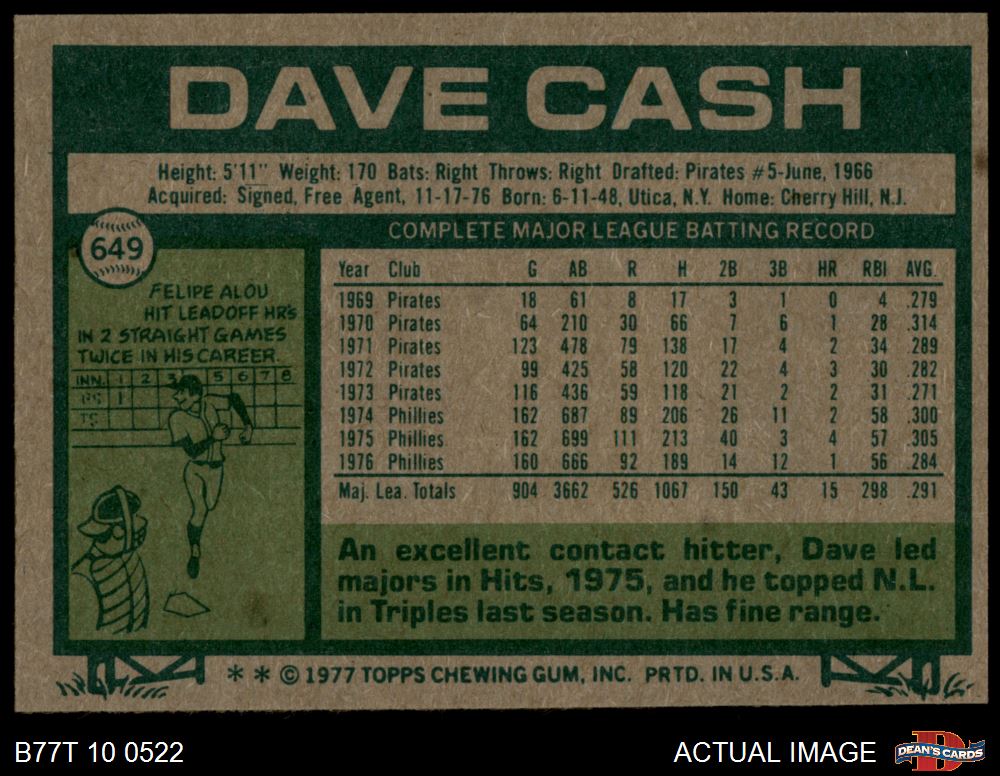 DAVE CASH
Height: 5'11" Weight: 170 Bats: Right Throws: Right Drafted: Pirates #5-June, 1966
Acquired: Signed, Free Agent, 11-17-76 Born: 6-11-48, Utica, N.Y. Home: Cherry Hill, N.J.
649
FELIPE ALOU
HIT LEADOFF HR'S
IN 2 STRAIGHT GAMES
TWICE IN HIS CAREER.
INN. 1 2 3 5 6 7 8
COMPLETE MAJOR LEAGUE BATTING RECORD
Year Club G AB R H 2B 3B HR RBI AVG.
1969 Pirates 18 61 8 17 3 1 0 4 .279
1970 Pirates 64 210 30 66 7 6 1 28 .314
1971 Pirates 123 478 79 138 17 4 2 34 .289
1972 Pirates 99 425 58 120 22 4 3 30 .282
1973 Pirates 116 436 59 118 21 2 2 31 .271
1974 Phillies 162 687 89 206 26 11 2 58 .300
1975 Phillies 162 699 111 213 40 3 4 57 .305
1976 Phillies 160 666 92 189 14 12 1 56 .284
Maj. Lea. Totals 904 3662 526 1067 150 43 15 298 .291
An excellent contact hitter, Dave led
majors in Hits, 1975, and he topped N.L.
in Triples last season. Has fine range.
* * © 1977 TOPPS CHEWING GUM, INC. PRTD. IN U.S.A.
B77T 10 0522
ACTUAL IMAGE
DEAN'S CARDS